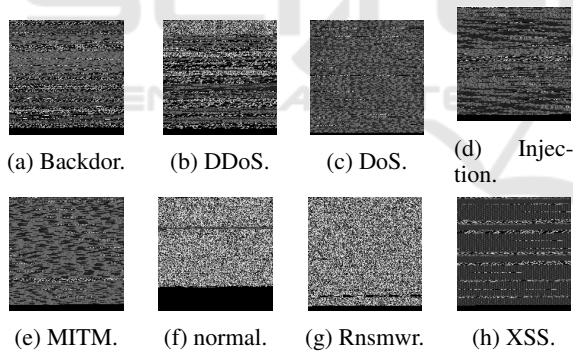 (a) Backdor.
(b) DDoS.
(c) DoS.
(d) Injec-
tion.
(e) MITM.
(f) normal.
(g) Rnsmwr.
(h) XSS.